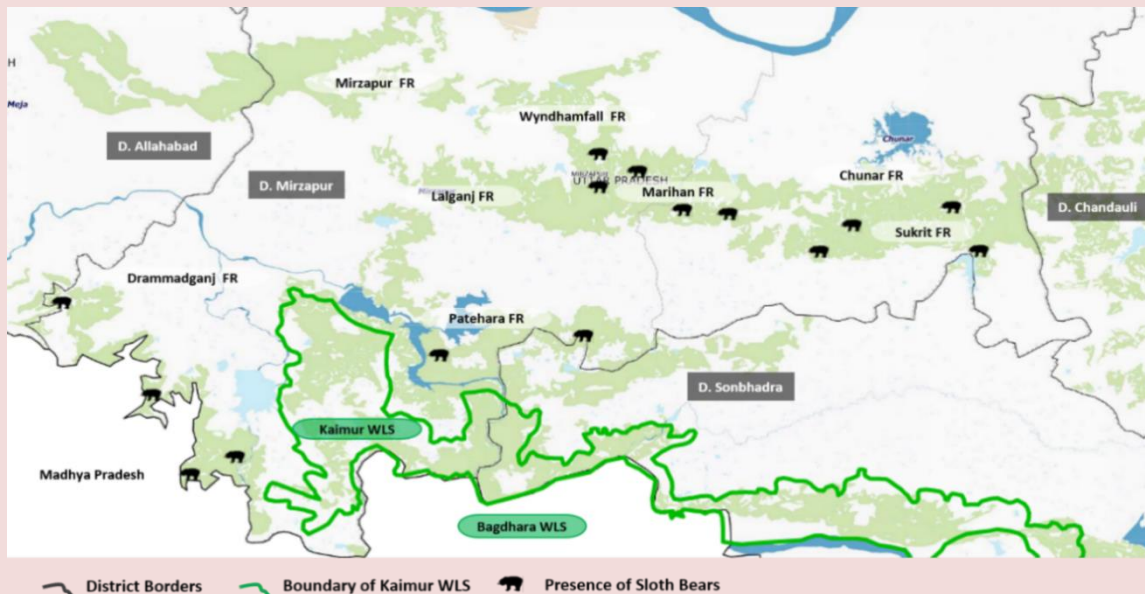 H
Mirzapur FR
Meja
Wyndhamfall FR
D. Allahabad
Chunar
Chunar FR
D. Mirzapur
UTTAR PRADESH
Marihan FR
Lalganj FR
D. Chandauli
Sukrit FR
Drammadganj FR
Patehara FR
D. Sonbhadra
Kaimur WLS
Madhya Pradesh
Bagdhara WLS
District Borders Boundary of Kaimur WLS Presence of Sloth Bears